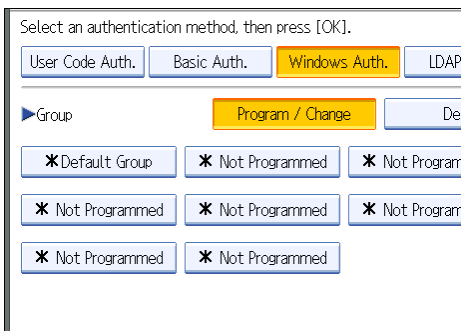 Select an authentication method, then press [OK].
User Code Auth. Basic Auth. Windows Auth. LDAP
▶Group Program / Change De
*Default Group * Not Programmed * Not Program
* Not Programmed * Not Programmed * Not Program
* Not Programmed * Not Programmed